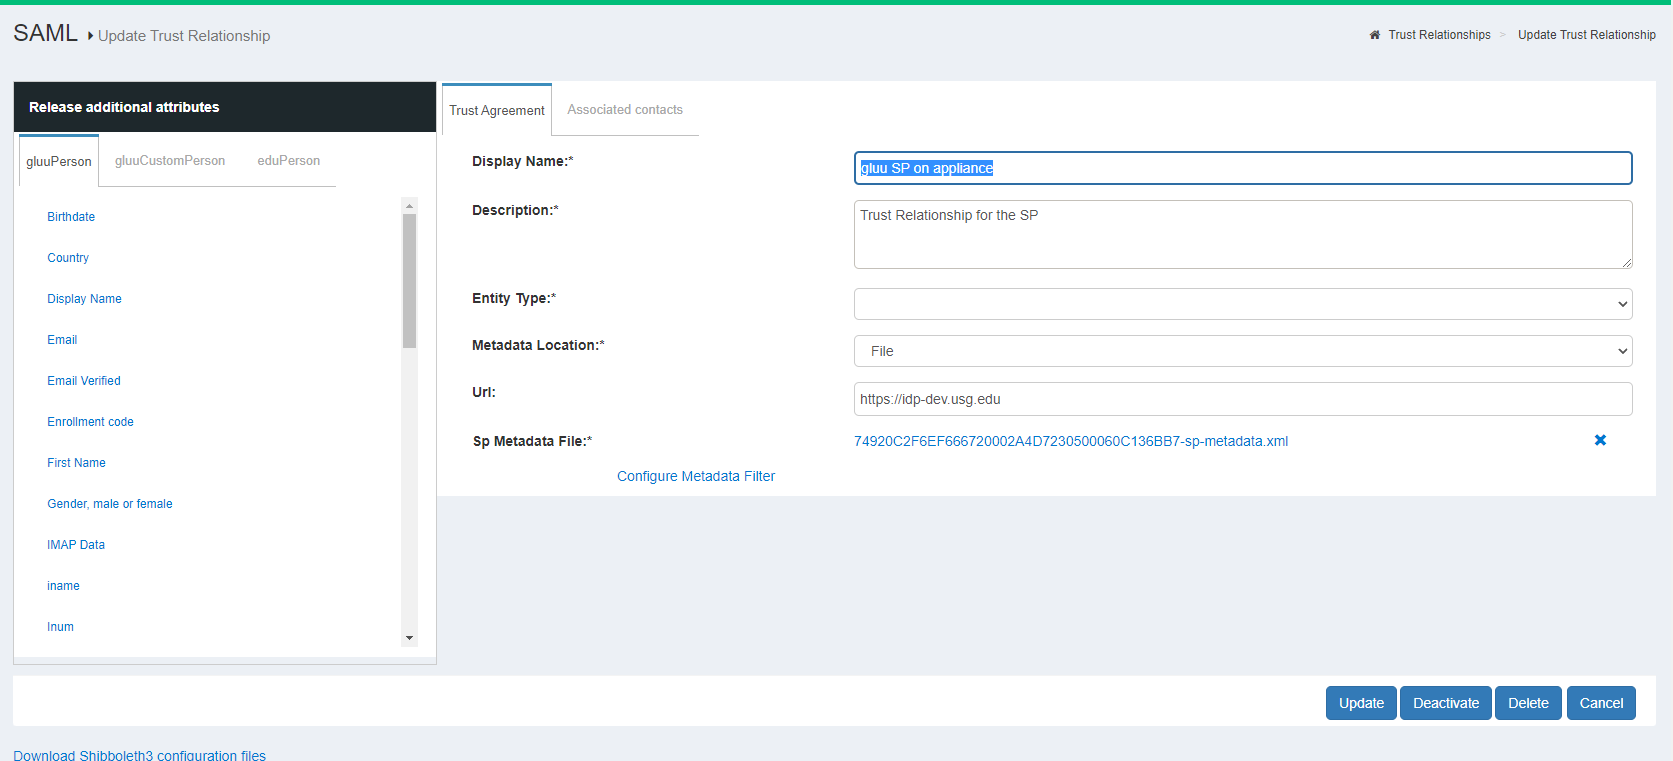 SAML Update Trust Relationship
Trust Relationships > Update Trust Relationship
Release additional attributes
gluuPerson gluuCustomPerson eduPerson
Birthdate
Country
Display Name
Email
Email Verified
Enrollment code
First Name
Gender, male or female
IMAP Data
iname
Inum
Trust Agreement Associated contacts
Display Name:* gluu SP on appliance
Description:* Trust Relationship for the SP
Entity Type:*
Metadata Location:* File
Url: https://idp-dev.usg.edu
Sp Metadata File:* 74920C2F6EF666720002A4D7230500060C136BB7-sp-metadata.xml
Configure Metadata Filter
Update Deactivate Delete Cancel
Download Shibboleth3 configuration files